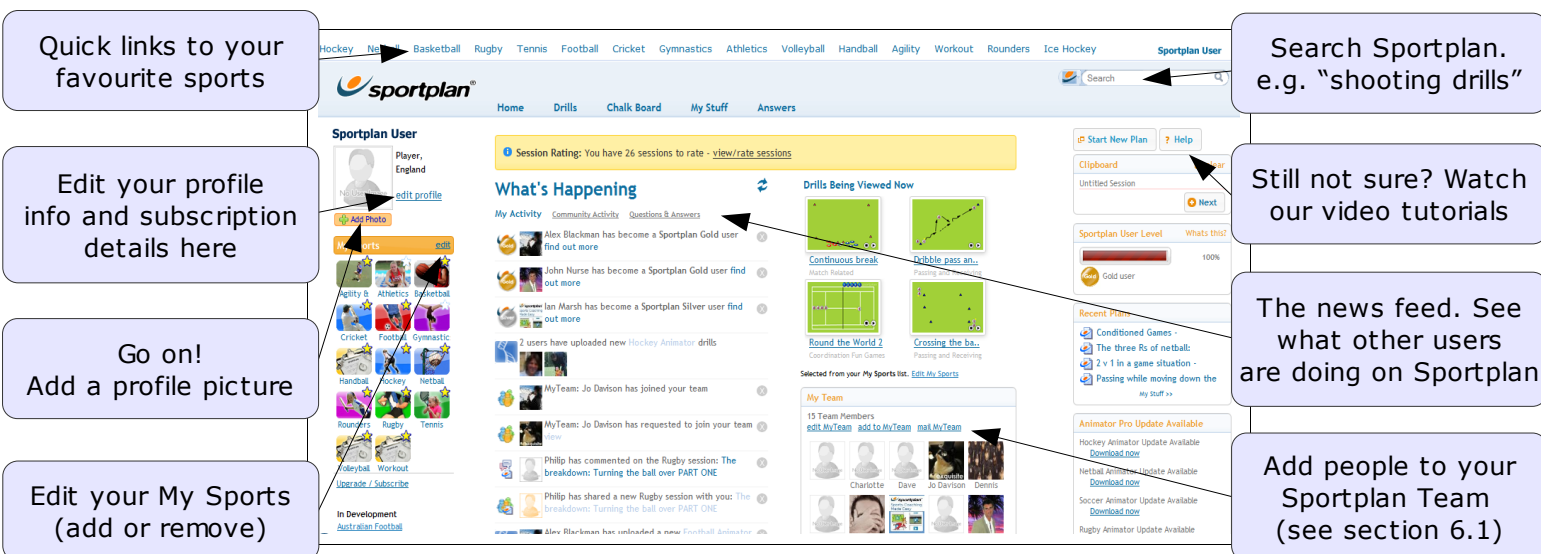 Quick links to your
favourite sports
Edit your profile
info and subscription
details here
Go on!
Add a profile picture
Edit your My Sports
(add or remove)
Hockey Netball Basketball Rugby Tennis Football Cricket Gymnastics Athletics Volleyball Handball Agility Workout Rounders Ice Hockey
Sportplan User
sportplan®
Search
Home Drills Chalk Board My Stuff Answers
Sportplan User
Player,
England
edit profile
Add Photo
My Sports edit
Agility & Athletics Basketball
Cricket Football Gymnastic
Handball Hockey Netball
Rounders Rugby Tennis
Volleyball Workout
Upgrade / Subscribe
In Development
Australian Football
Session Rating: You have 26 sessions to rate - view/rate sessions
What's Happening
My Activity Community Activity Questions & Answers
Alex Blackman has become a Sportplan Gold user
find out more
John Nurse has become a Sportplan Gold user find
out more
Ian Marsh has become a Sportplan Silver user find
out more
2 users have uploaded new Hockey Animator drills
MyTeam: Jo Davison has joined your team
MyTeam: Jo Davison has requested to join your team
view
Philip has commented on the Rugby session: The
breakdown: Turning the ball over PART ONE
Philip has shared a new Rugby session with you: The
breakdown: Turning the ball over PART ONE
Alex Blackman has uploaded a new Football Animator
Drills Being Viewed Now
Continuous break
Match Related
Dribble pass an..
Passing and Receiving
Round the World 2
Coordination Fun Games
Crossing the ba..
Passing and Receiving
Selected from your My Sports list. Edit My Sports
My Team
15 Team Members
edit MyTeam add to MyTeam mail MyTeam
Charlotte Dave Jo Davison Dennis
Start New Plan
? Help
Clipboard
Untitled Session
Next
Sportplan User Level Whats this?
100%
Gold user
Recent Plans
Conditioned Games -
The three Rs of netball:
2 v 1 in a game situation -
Passing while moving down the
My Stuff >>
Animator Pro Update Available
Hockey Animator Update Available
Download now
Netball Animator Update Available
Download now
Soccer Animator Update Available
Download now
Rugby Animator Update Available
Search Sportplan.
e.g. “shooting drills”
Still not sure? Watch
our video tutorials
The news feed. See
what other users
are doing on Sportplan
Add people to your
Sportplan Team
(see section 6.1)